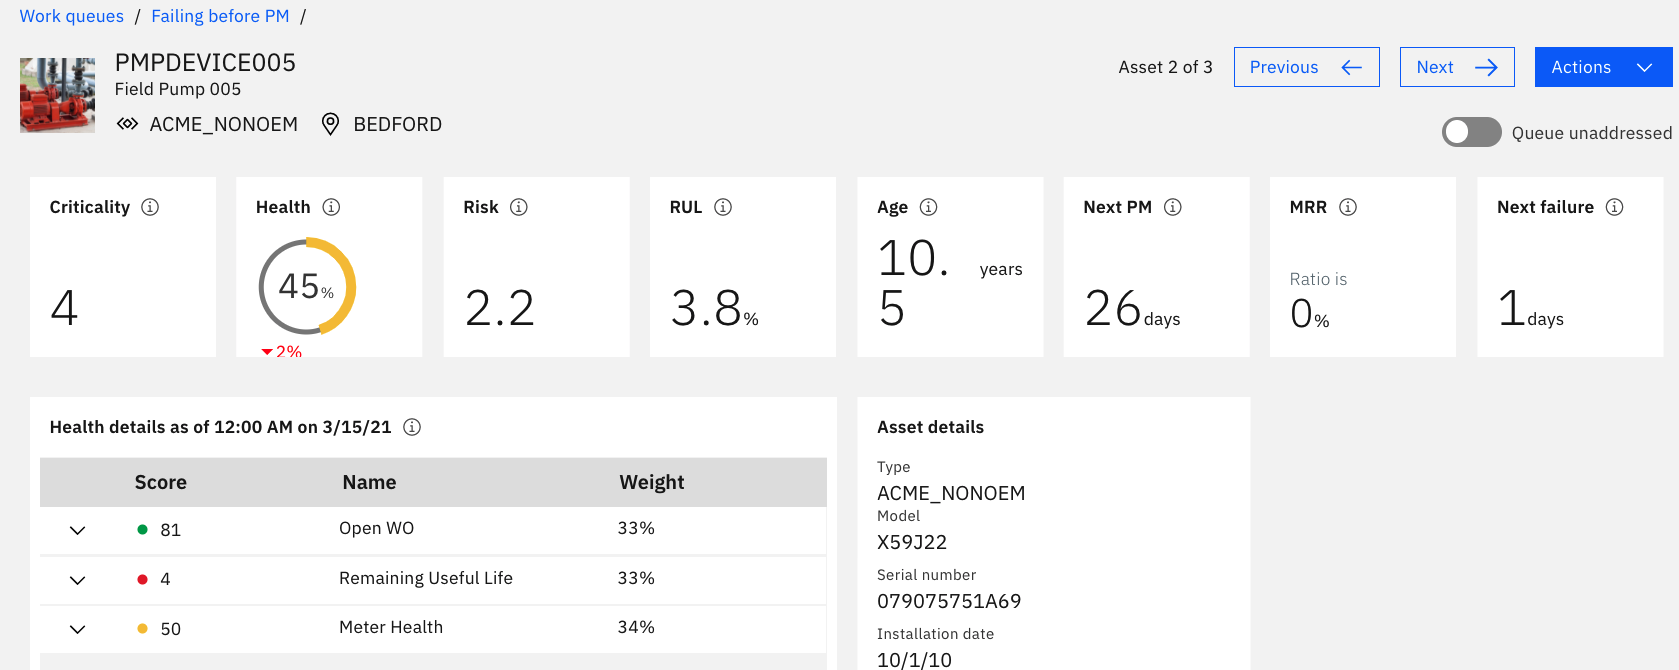 Work queues / Failing before PM /
PMPDEVICE005
Field Pump 005
ACME_NONOEM BEDFORD
Asset 2 of 3 Previous Next Actions
Queue unaddressed
Criticality
4
Health
45%
2%
Risk
2.2
RUL
3.8%
Age
10.
5
years
Next PM
26days
MRR
Ratio is
0%
Next failure
1days
Health details as of 12:00 AM on 3/15/21
Score Name Weight
81 Open WO 33%
4 Remaining Useful Life 33%
50 Meter Health 34%
Asset details
Type
ACME_NONOEM
Model
X59J22
Serial number
079075751A69
Installation date
10/1/10